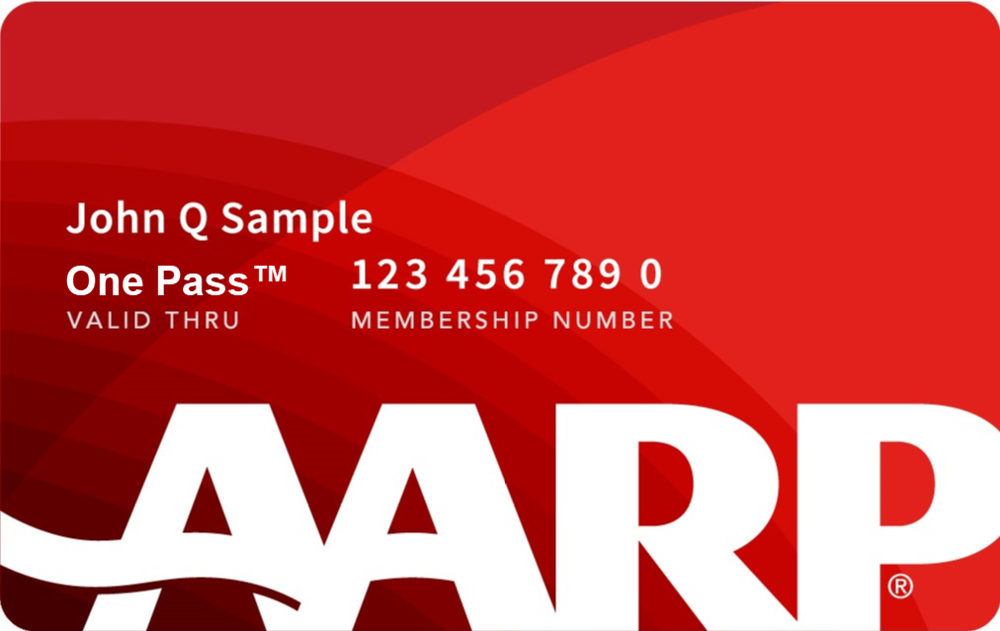 John Q Sample
One Pass™ 123 456 789 0
VALID THRU MEMBERSHIP NUMBER
AARP®